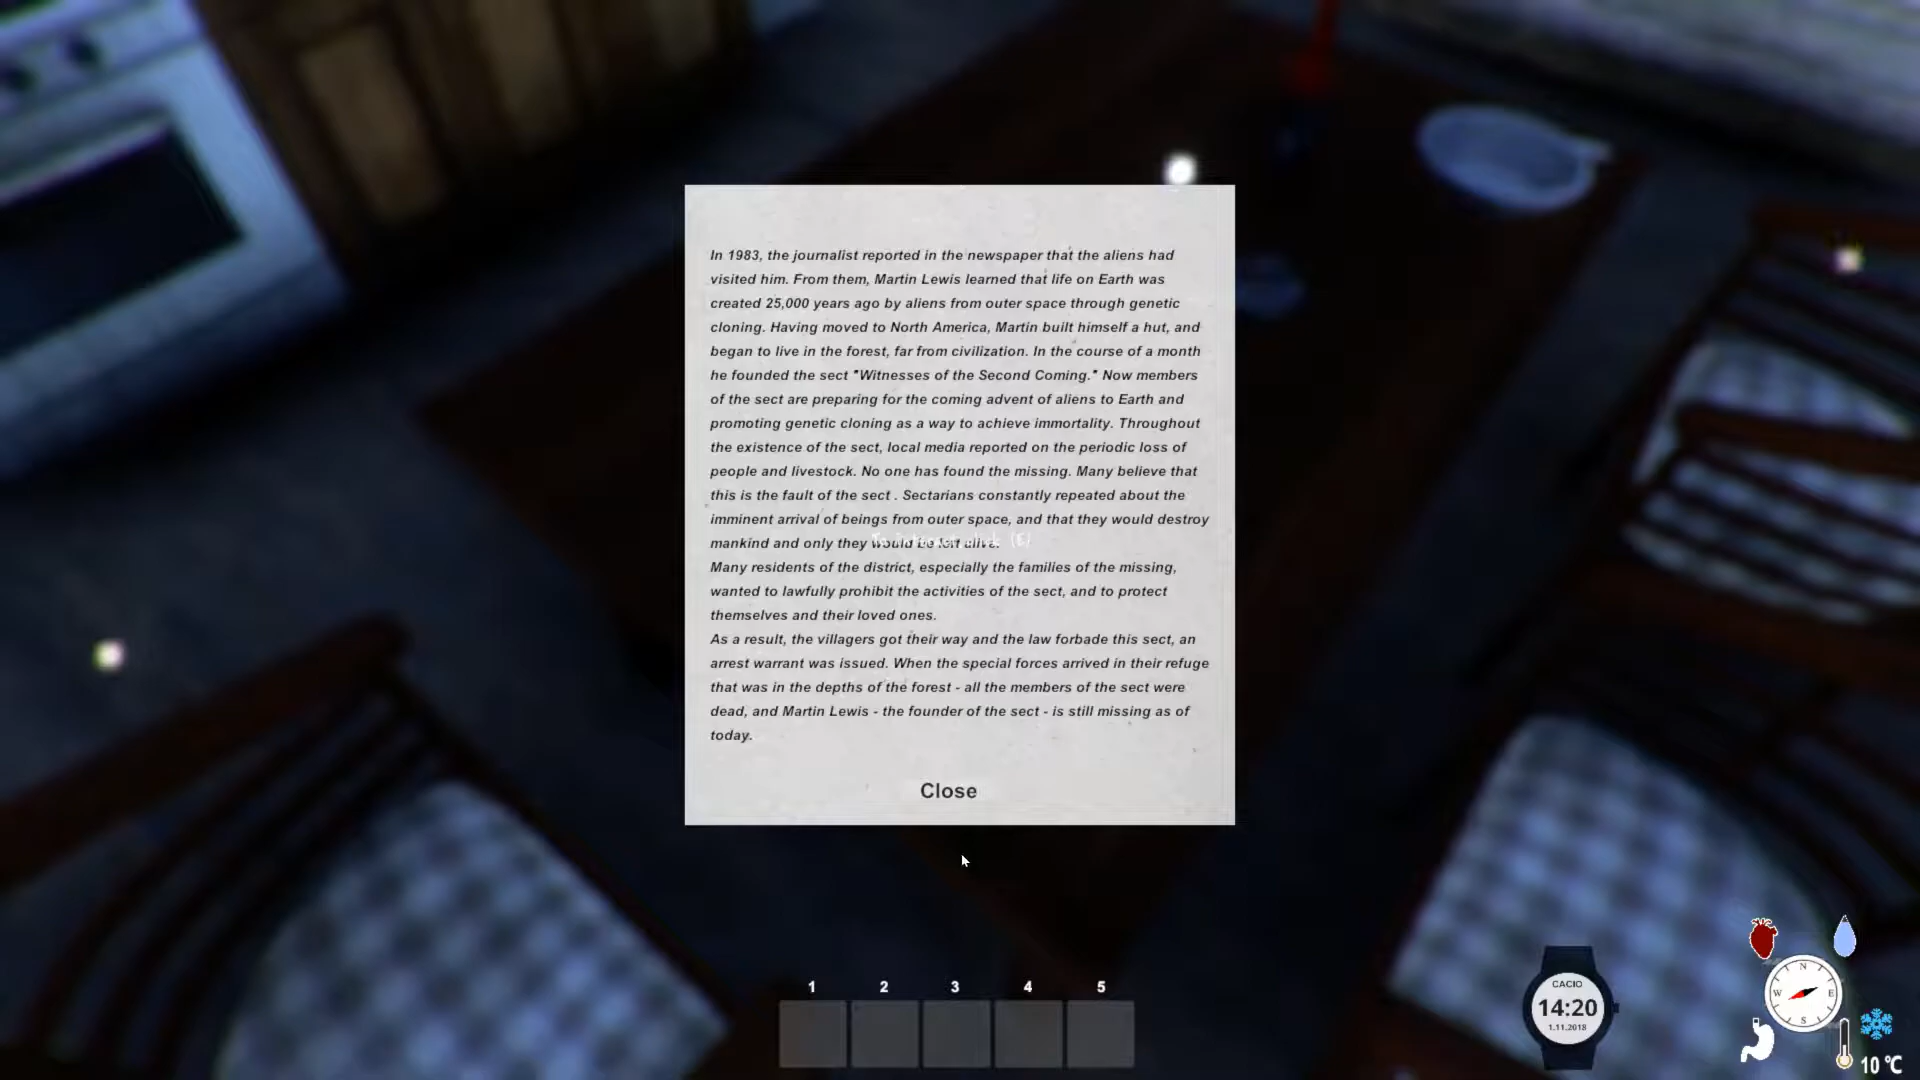 In 1983, the journalist reported in the newspaper that the aliens had
visited him. From them, Martin Lewis learned that life on Earth was
created 25,000 years ago by aliens from outer space through genetic
cloning. Having moved to North America, Martin built himself a hut, and
began to live in the forest, far from civilization. In the course of a month
he founded the sect "Witnesses of the Second Coming." Now members
of the sect are preparing for the coming advent of aliens to Earth and
promoting genetic cloning as a way to achieve immortality. Throughout
the existence of the sect, local media reported on the periodic loss of
people and livestock. No one has found the missing. Many believe that
this is the fault of the sect . Sectarians constantly repeated about the
imminent arrival of beings from outer space, and that they would destroy
mankind and only they would be left alive.
(E)
Many residents of the district, especially the families of the missing,
wanted to lawfully prohibit the activities of the sect, and to protect
themselves and their loved ones.
As a result, the villagers got their way and the law forbade this sect, an
arrest warrant was issued. When the special forces arrived in their refuge
that was in the depths of the forest - all the members of the sect were
dead, and Martin Lewis - the founder of the sect - is still missing as of
today.
Close
1 2 3 4 5
CACIO
14:20
1.11.2018
N
W E
S
10 °C